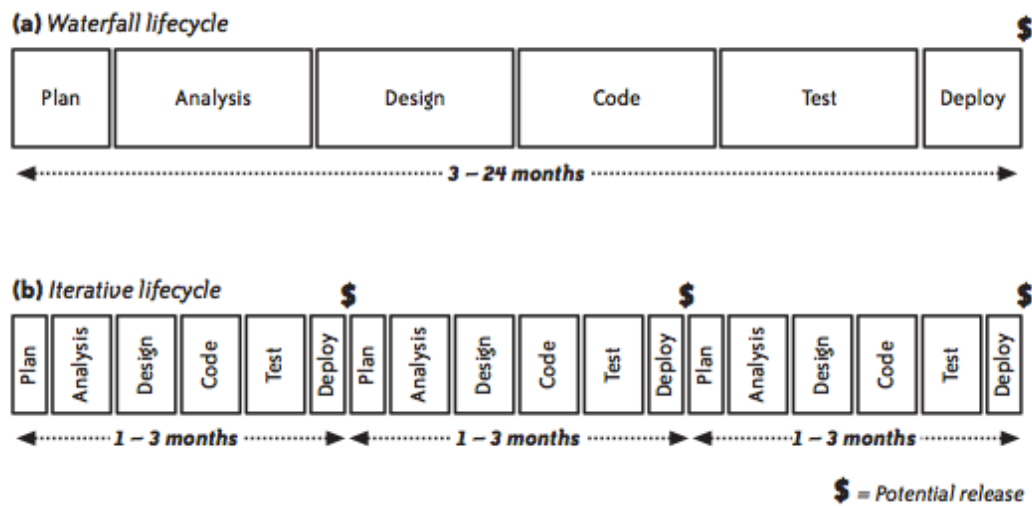 (a) Waterfall lifecycle
$
Plan Analysis Design Code Test Deploy
3 – 24 months
(b) Iterative lifecycle
$ $ $
Plan Analysis Design Code Test Deploy Plan Analysis Design Code Test Deploy Plan Analysis Design Code Test Deploy
1 – 3 months 1 – 3 months 1 – 3 months
$ = Potential release